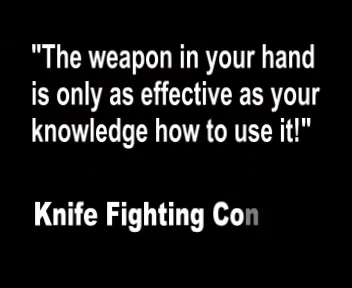 "The weapon in your hand
is only as effective as your
knowledge how to use it!"
Knife Fighting Con